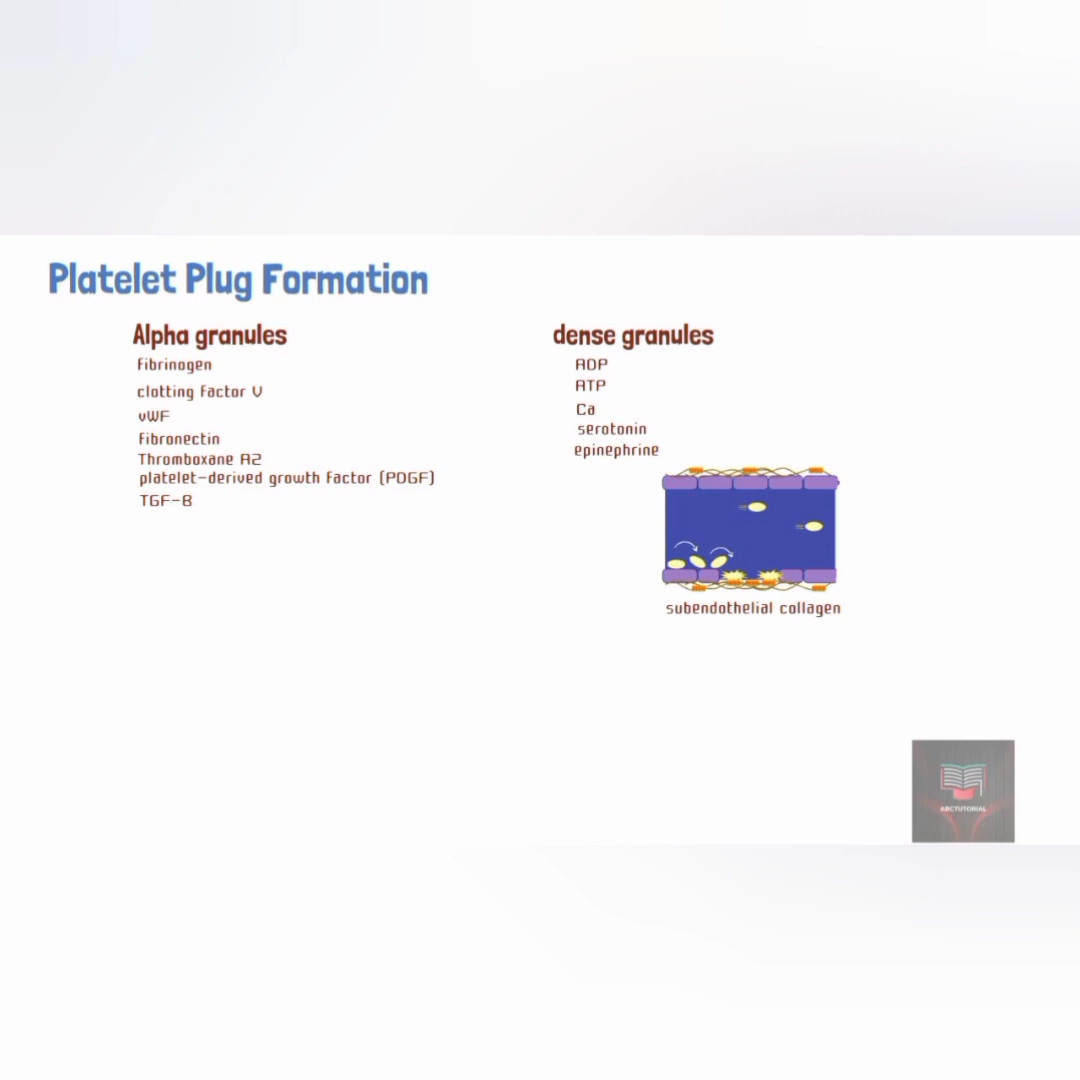 Platelet Plug Formation
Alpha granules
Fibrinogen
clotting Factor V
vWF
Fibronectin
Thromboxane A2
platelet-derived growth Factor (PDGF)
TGF-B
dense granules
ADP
ATP
Ca
serotonin
epinephrine
subendothelial collagen
ABCTUTORIAL